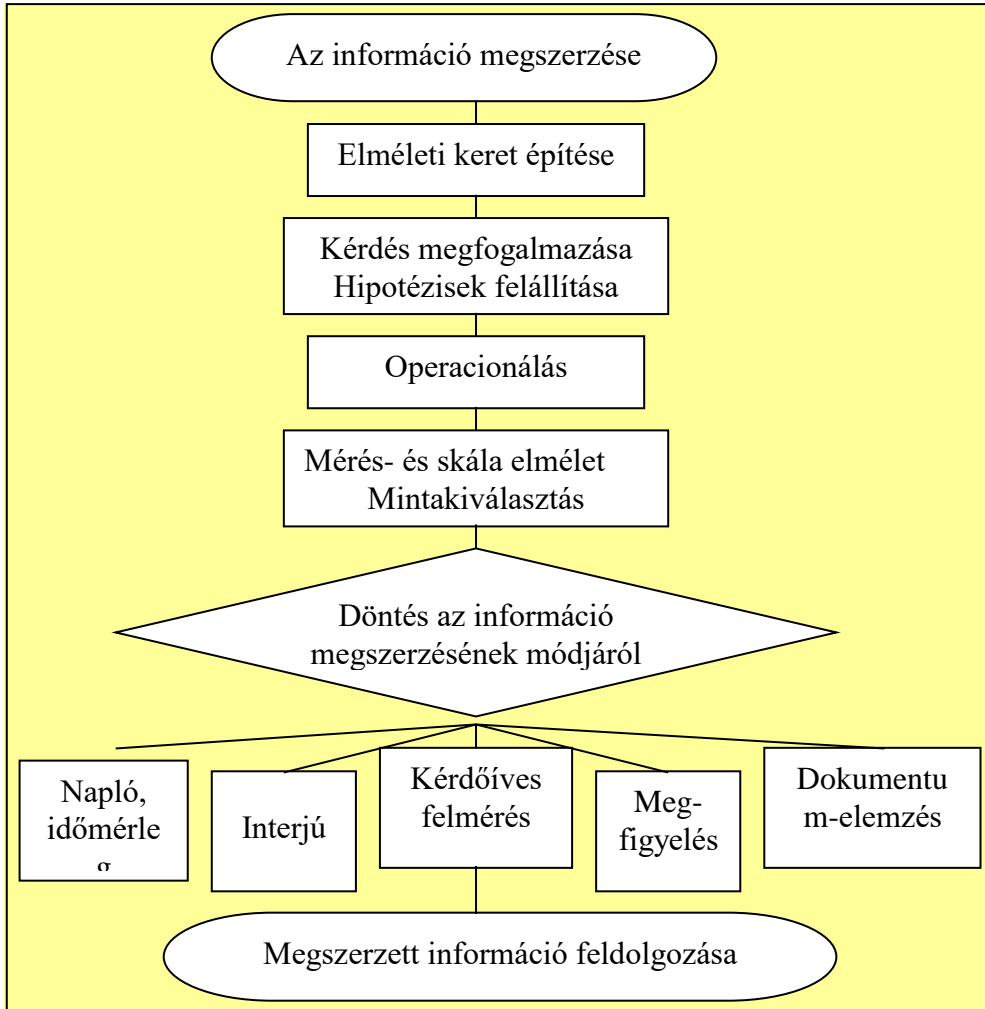 Az információ megszerzése
Elméleti keret építése
Kérdés megfogalmazása
Hipotézisek felállítása
Operacionálás
Mérés- és skála elmélet
Mintakiválasztás
Döntés az információ
megszerzésének módjáról
Napló,
időmérle
g
Interjú
Kérdőíves
felmérés
Meg-
figyelés
Dokumentu
m-elemzés
Megszerzett információ feldolgozása